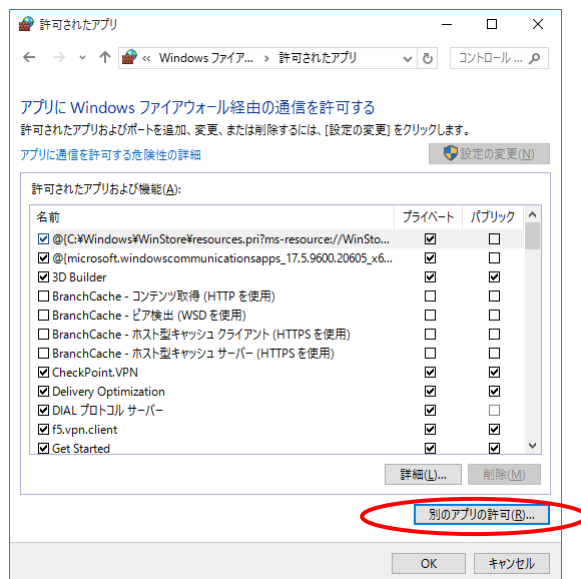 許可されたアプリ
« Windows ファイア... › 許可されたアプリ
コントロール ...
アプリに Windows ファイアウォール経由の通信を許可する
許可されたアプリおよびポートを追加、変更、または削除するには、[設定の変更] をクリックします。
アプリに通信を許可する危険性の詳細
設定の変更(N)
許可されたアプリおよび機能(A):
名前 プライベート パブリック
@{C:¥Windows¥WinStore¥resources.pri?ms-resource://WinSto...
@{microsoft.windowscommunicationsapps_17.5.9600.20605_x6...
3D Builder
BranchCache - コンテンツ取得 (HTTP を使用)
BranchCache - ピア検出 (WSD を使用)
BranchCache - ホスト型キャッシュ クライアント (HTTPS を使用)
BranchCache - ホスト型キャッシュ サーバー (HTTPS を使用)
CheckPoint.VPN
Delivery Optimization
DIAL プロトコル サーバー
f5.vpn.client
Get Started
詳細(L)... 削除(M)
別のアプリの許可(R)...
OK キャンセル